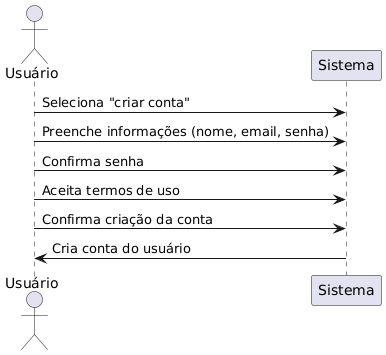 Usuário
Sistema
Seleciona "criar conta"
Preenche informações (nome, email, senha)
Confirma senha
Aceita termos de uso
Confirma criação da conta
Cria conta do usuário
Usuário
Sistema